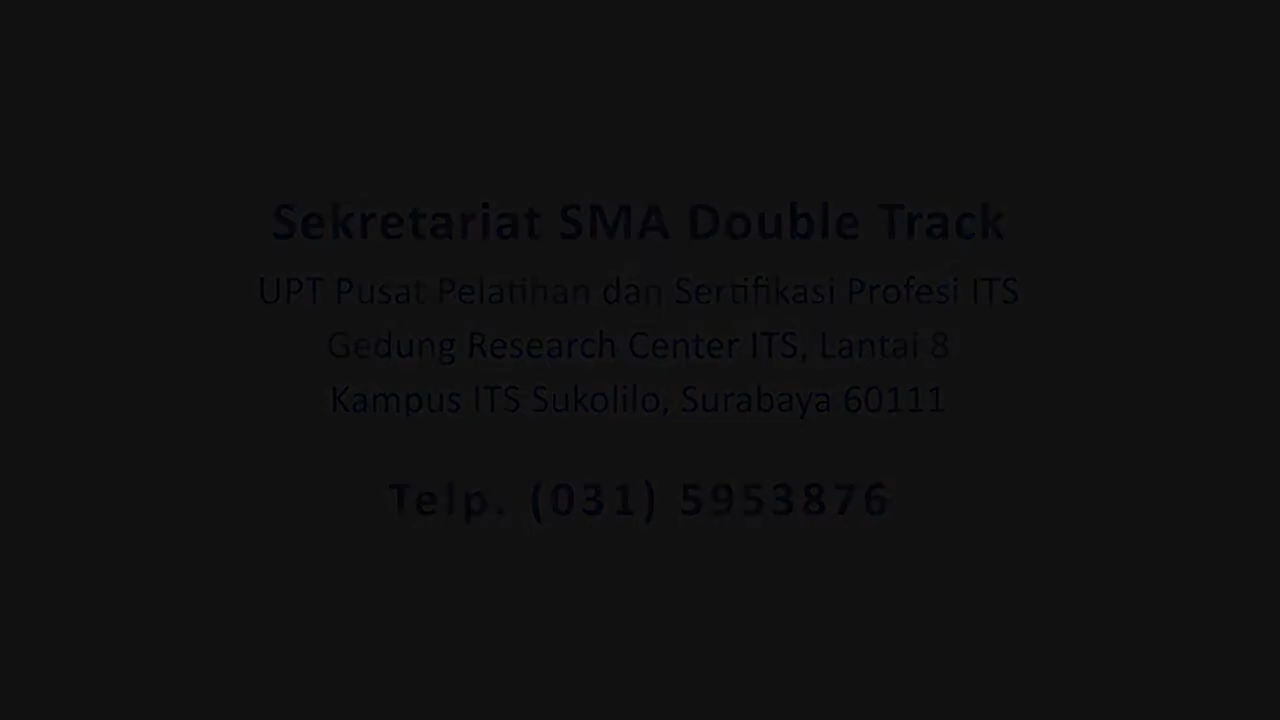 Sekretariat SMA Double Track
UPT Pusat Pelatihan dan Sertifikasi Profesi ITS
Gedung Research Center ITS, Lantai 8
Kampus ITS Sukolilo, Surabaya 60111
Telp. (031) 5953876